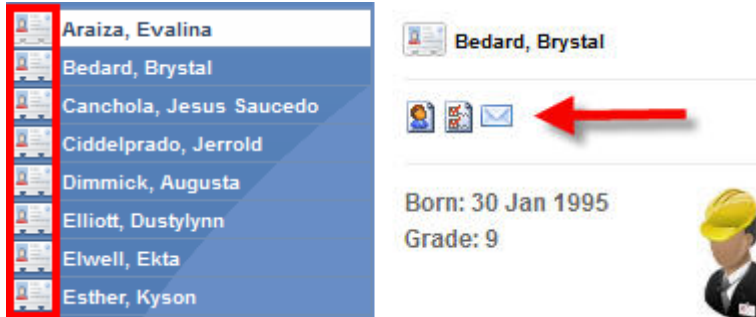 Araiza, Evalina
Bedard, Brystal
Canchola, Jesus Saucedo
Ciddelprado, Jerrold
Dimmick, Augusta
Elliott, Dustylynn
Elwell, Ekta
Esther, Kyson
Bedard, Brystal
Born: 30 Jan 1995
Grade: 9